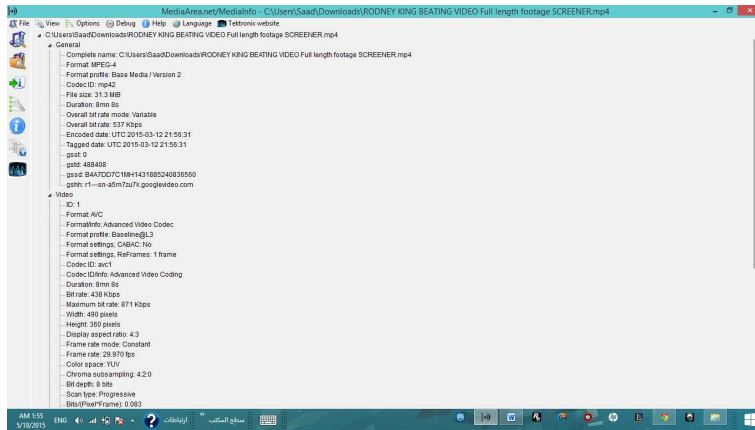 MediaArea.net/MediaInfo - C:\Users\Saad\Downloads\RODNEY KING BEATING VIDEO Full length footage SCREENER.mp4
File View Options Debug Help Language Tektronix website
C:\Users\Saad\Downloads\RODNEY KING BEATING VIDEO Full length footage SCREENER.mp4
General
Complete name: C:\Users\Saad\Downloads\RODNEY KING BEATING VIDEO Full length footage SCREENER.mp4
Format: MPEG-4
Format profile: Base Media / Version 2
Codec ID: mp42
File size: 31.3 MiB
Duration: 8mn 8s
Overall bit rate mode: Variable
Overall bit rate: 537 Kbps
Encoded date: UTC 2015-03-12 21:56:31
Tagged date: UTC 2015-03-12 21:56:31
gsst: 0
gstd: 488408
gssd: B4A7DD7C1MH1431885240836560
gshh: r1---sn-a5m7zu7k.googlevideo.com
Video
ID: 1
Format: AVC
Format/Info: Advanced Video Codec
Format profile: Baseline@L3
Format settings, CABAC: No
Format settings, ReFrames: 1 frame
Codec ID: avc1
Codec ID/Info: Advanced Video Coding
Duration: 8mn 8s
Bit rate: 438 Kbps
Maximum bit rate: 871 Kbps
Width: 490 pixels
Height: 360 pixels
Display aspect ratio: 4:3
Frame rate mode: Constant
Frame rate: 29.970 fps
Color space: YUV
Chroma subsampling: 4:2:0
Bit depth: 8 bits
Scan type: Progressive
Bits/(Pixel*Frame): 0.083
AM 1:55
5/18/2015
ENG
ارتباطات
سطح المكتب